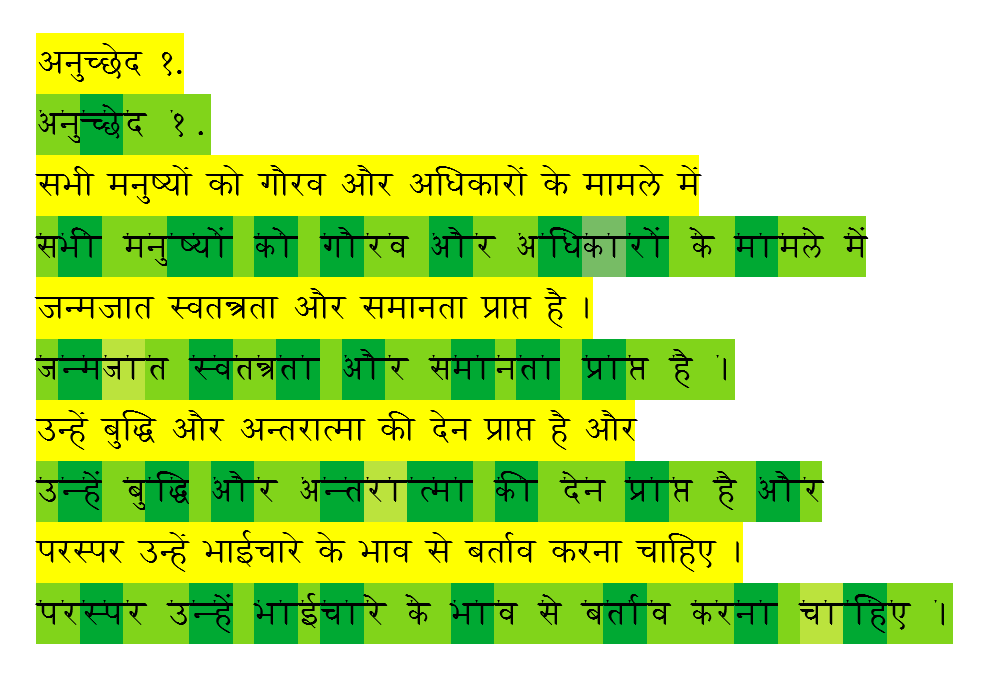 अनुच्छेद १.
अनुच्छेद १.
सभी मनुष्यों को गौरव और अधिकारों के मामले में
सभी मनुष्यों को गौरव और अधिकारों के मामले में
जन्मजात स्वतन्त्रता और समानता प्राप्त है ।
जन्मजात स्वतन्त्रता और समानता प्राप्त है ।
उन्हें बुद्धि और अन्तरात्मा की देन प्राप्त है और
उन्हें बुद्धि और अन्तरात्मा की देन प्राप्त है और
परस्पर उन्हें भाईचारे के भाव से बर्ताव करना चाहिए ।
परस्पर उन्हें भाईचारे के भाव से बर्ताव करना चाहिए ।